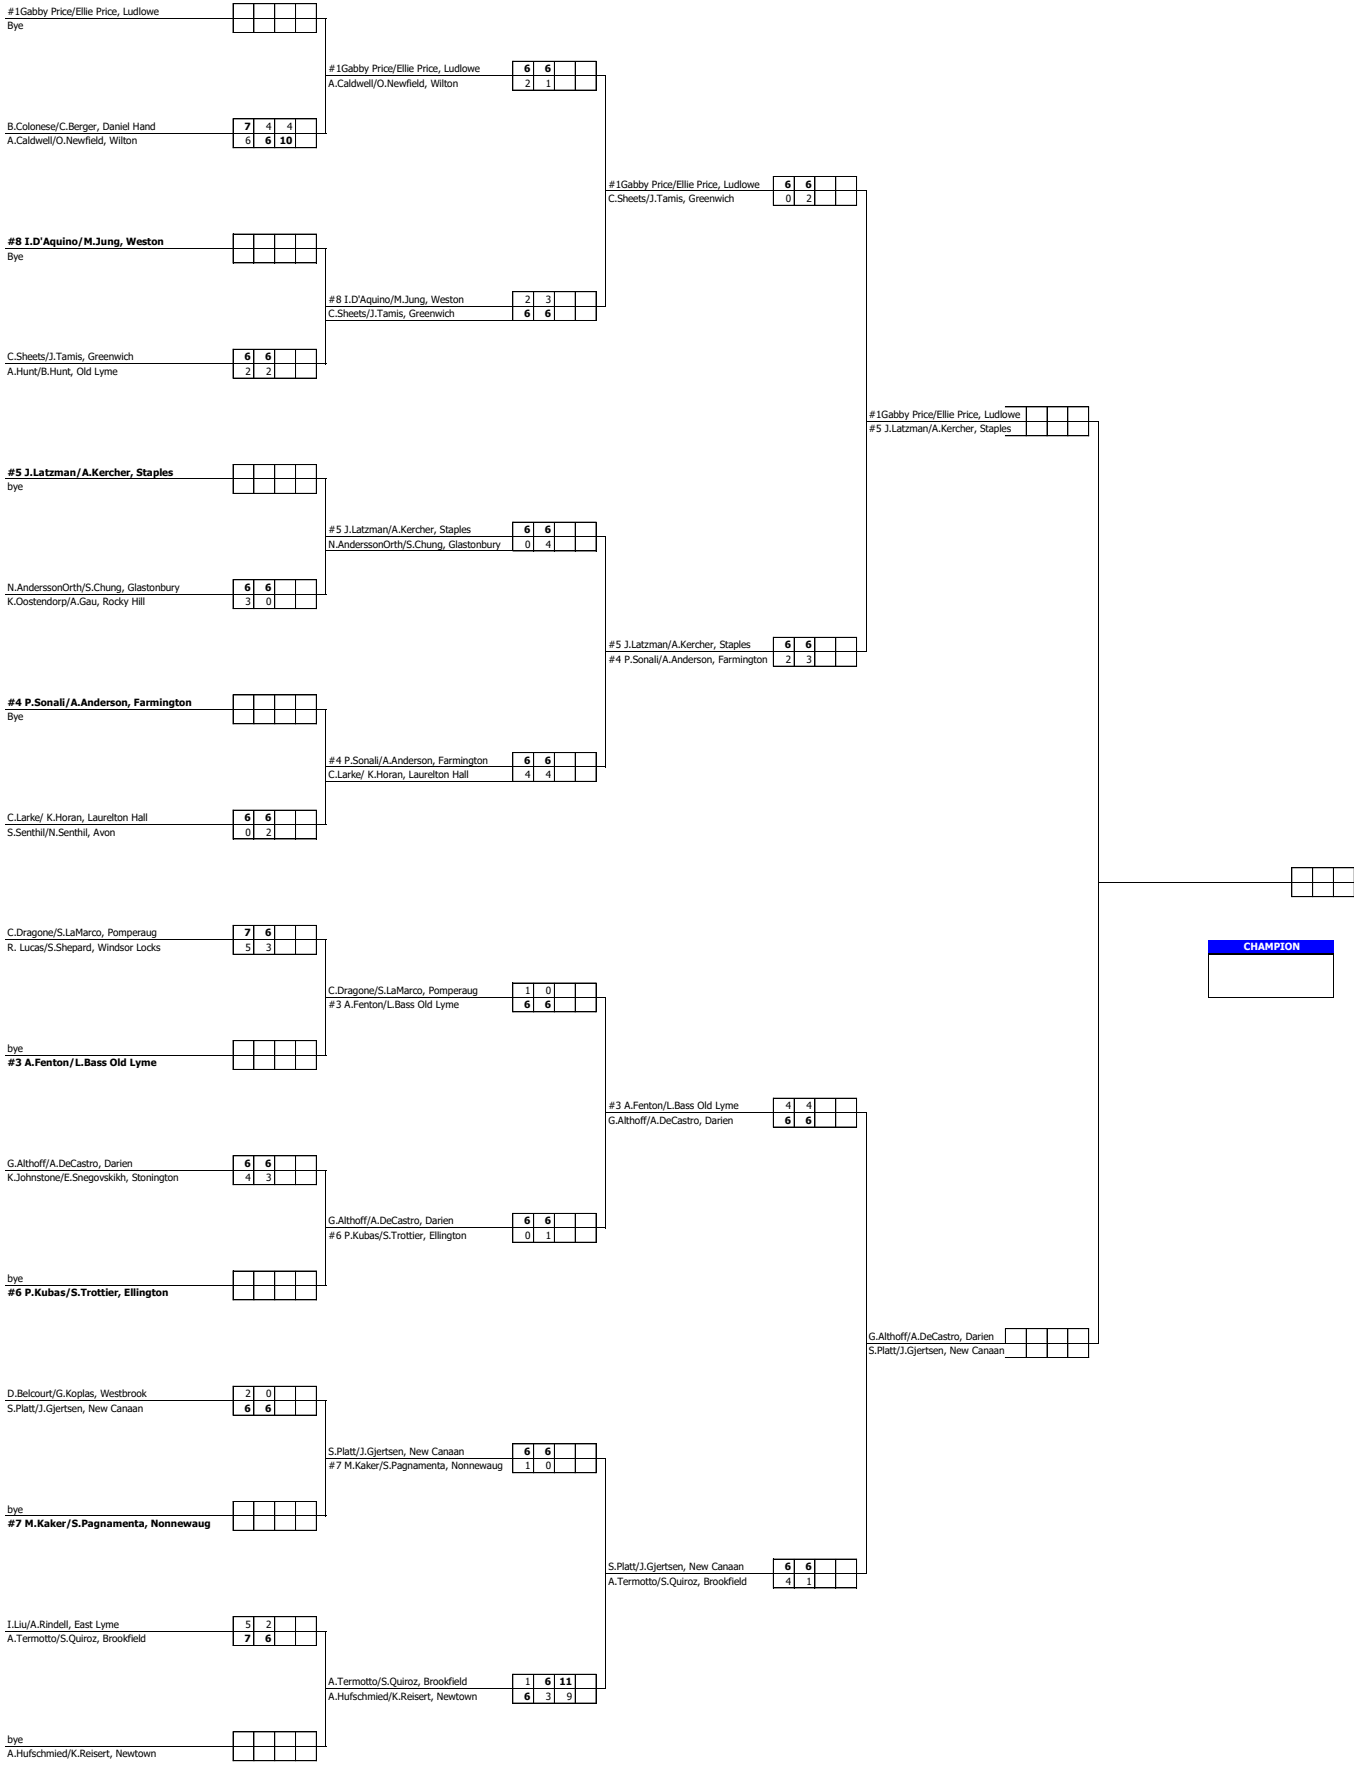 #1Gabby Price/Ellie Price, Ludlowe
Bye
#1Gabby Price/Ellie Price, Ludlowe 6 6
A.Caldwell/O.Newfield, Wilton 2 1
B.Colonese/C.Berger, Daniel Hand 7 4 4
A.Caldwell/O.Newfield, Wilton 6 6 10
#1Gabby Price/Ellie Price, Ludlowe 6 6
C.Sheets/J.Tamis, Greenwich 0 2
#8 I.D'Aquino/M.Jung, Weston
Bye
#8 I.D'Aquino/M.Jung, Weston 2 3
C.Sheets/J.Tamis, Greenwich 6 6
C.Sheets/J.Tamis, Greenwich 6 6
A.Hunt/B.Hunt, Old Lyme 2 2
#1Gabby Price/Ellie Price, Ludlowe
#5 J.Latzman/A.Kercher, Staples
#5 J.Latzman/A.Kercher, Staples
bye
#5 J.Latzman/A.Kercher, Staples 6 6
N.AnderssonOrth/S.Chung, Glastonbury 0 4
N.AnderssonOrth/S.Chung, Glastonbury 6 6
K.Oostendorp/A.Gau, Rocky Hill 3 0
#5 J.Latzman/A.Kercher, Staples 6 6
#4 P.Sonali/A.Anderson, Farmington 2 3
#4 P.Sonali/A.Anderson, Farmington
Bye
#4 P.Sonali/A.Anderson, Farmington 6 6
C.Larke/ K.Horan, Laurelton Hall 4 4
C.Larke/ K.Horan, Laurelton Hall 6 6
S.Senthil/N.Senthil, Avon 0 2
C.Dragone/S.LaMarco, Pomperaug 7 6
R. Lucas/S.Shepard, Windsor Locks 5 3
CHAMPION
C.Dragone/S.LaMarco, Pomperaug 1 0
#3 A.Fenton/L.Bass Old Lyme 6 6
bye
#3 A.Fenton/L.Bass Old Lyme
#3 A.Fenton/L.Bass Old Lyme 4 4
G.Althoff/A.DeCastro, Darien 6 6
G.Althoff/A.DeCastro, Darien 6 6
K.Johnstone/E.Snegovskikh, Stonington 4 3
G.Althoff/A.DeCastro, Darien 6 6
#6 P.Kubas/S.Trottier, Ellington 0 1
bye
#6 P.Kubas/S.Trottier, Ellington
G.Althoff/A.DeCastro, Darien
S.Platt/J.Gjertsen, New Canaan
D.Belcourt/G.Koplas, Westbrook 2 0
S.Platt/J.Gjertsen, New Canaan 6 6
S.Platt/J.Gjertsen, New Canaan 6 6
#7 M.Kaker/S.Pagnamenta, Nonnewaug 1 0
bye
#7 M.Kaker/S.Pagnamenta, Nonnewaug
S.Platt/J.Gjertsen, New Canaan 6 6
A.Termotto/S.Quiroz, Brookfield 4 1
I.Liu/A.Rindell, East Lyme 5 2
A.Termotto/S.Quiroz, Brookfield 7 6
A.Termotto/S.Quiroz, Brookfield 1 6 11
A.Hufschmied/K.Reisert, Newtown 6 3 9
bye
A.Hufschmied/K.Reisert, Newtown